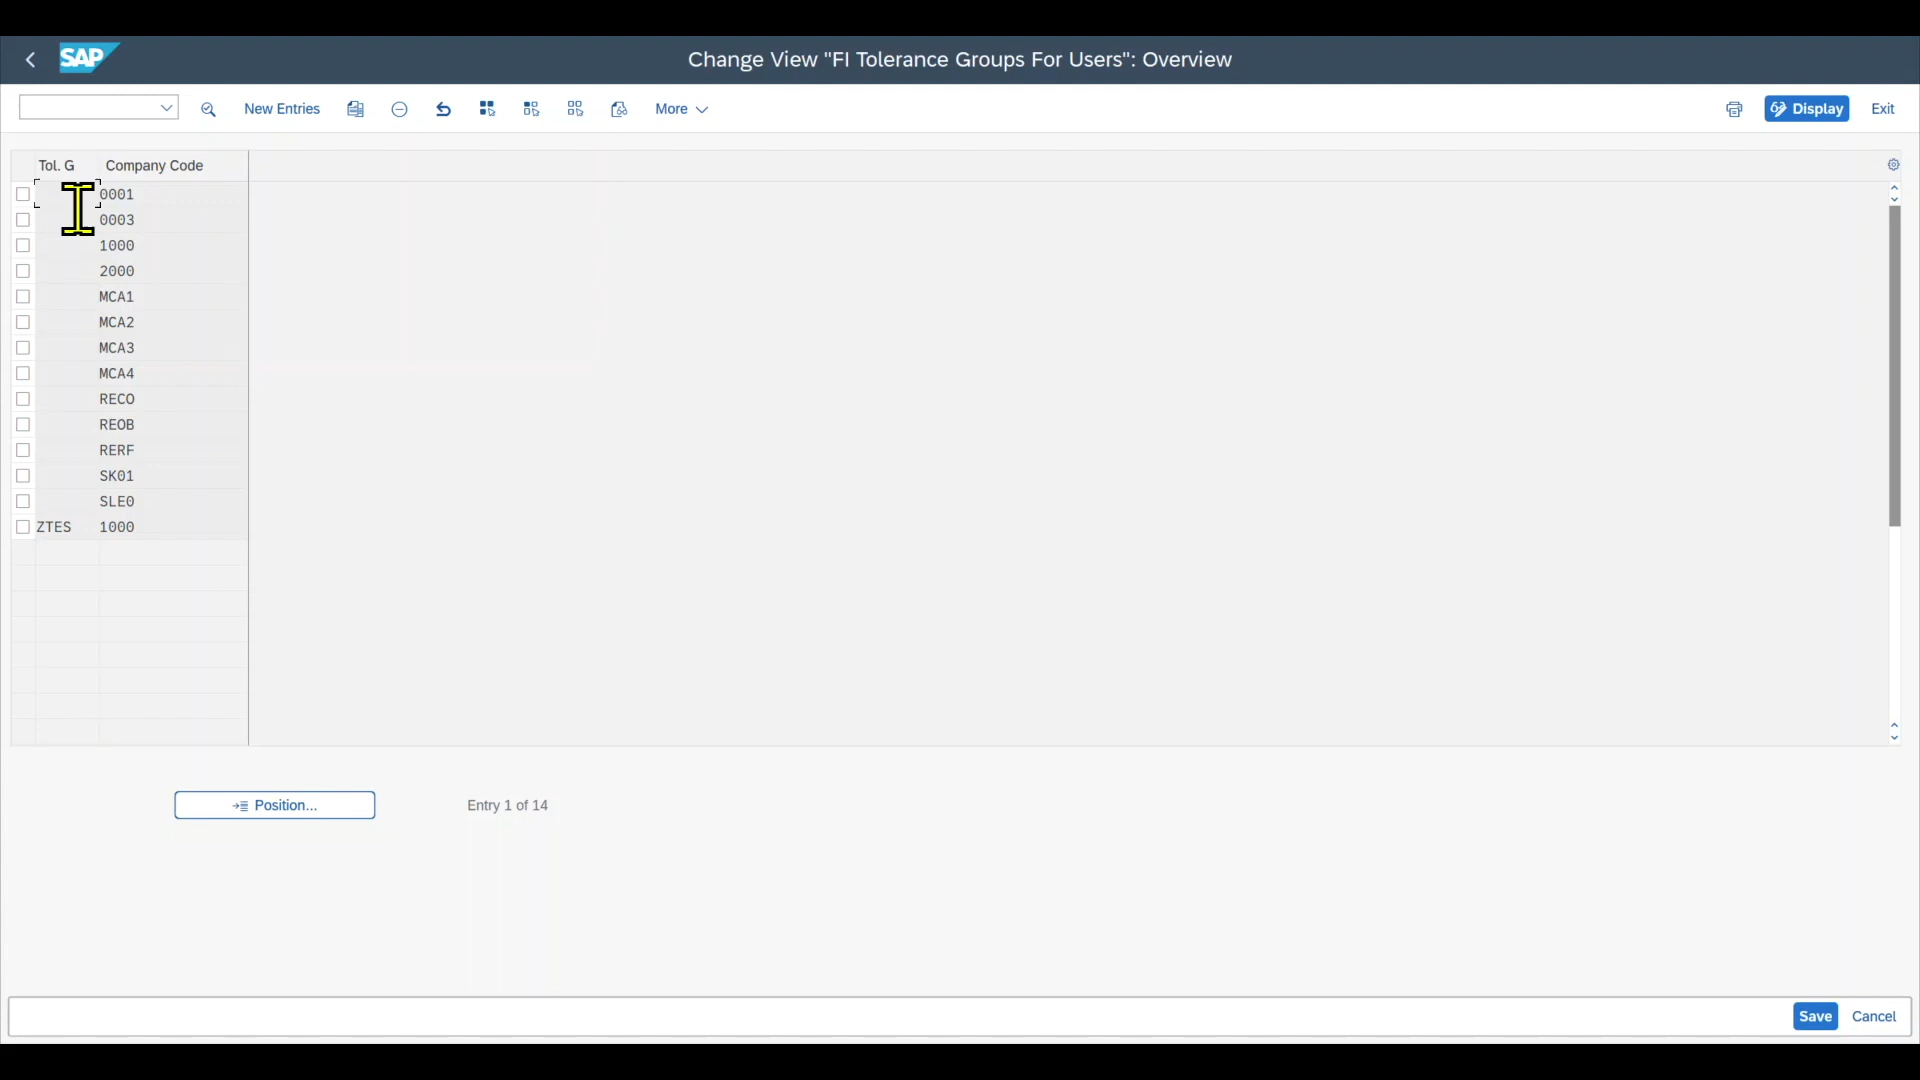 SAP
Change View "FI Tolerance Groups For Users": Overview
New Entries More Display Exit
Tol. G Company Code
0001
0003
1000
2000
MCA1
MCA2
MCA3
MCA4
RECO
REOB
RERF
SK01
SLE0
ZTES 1000
Position... Entry 1 of 14
Save Cancel